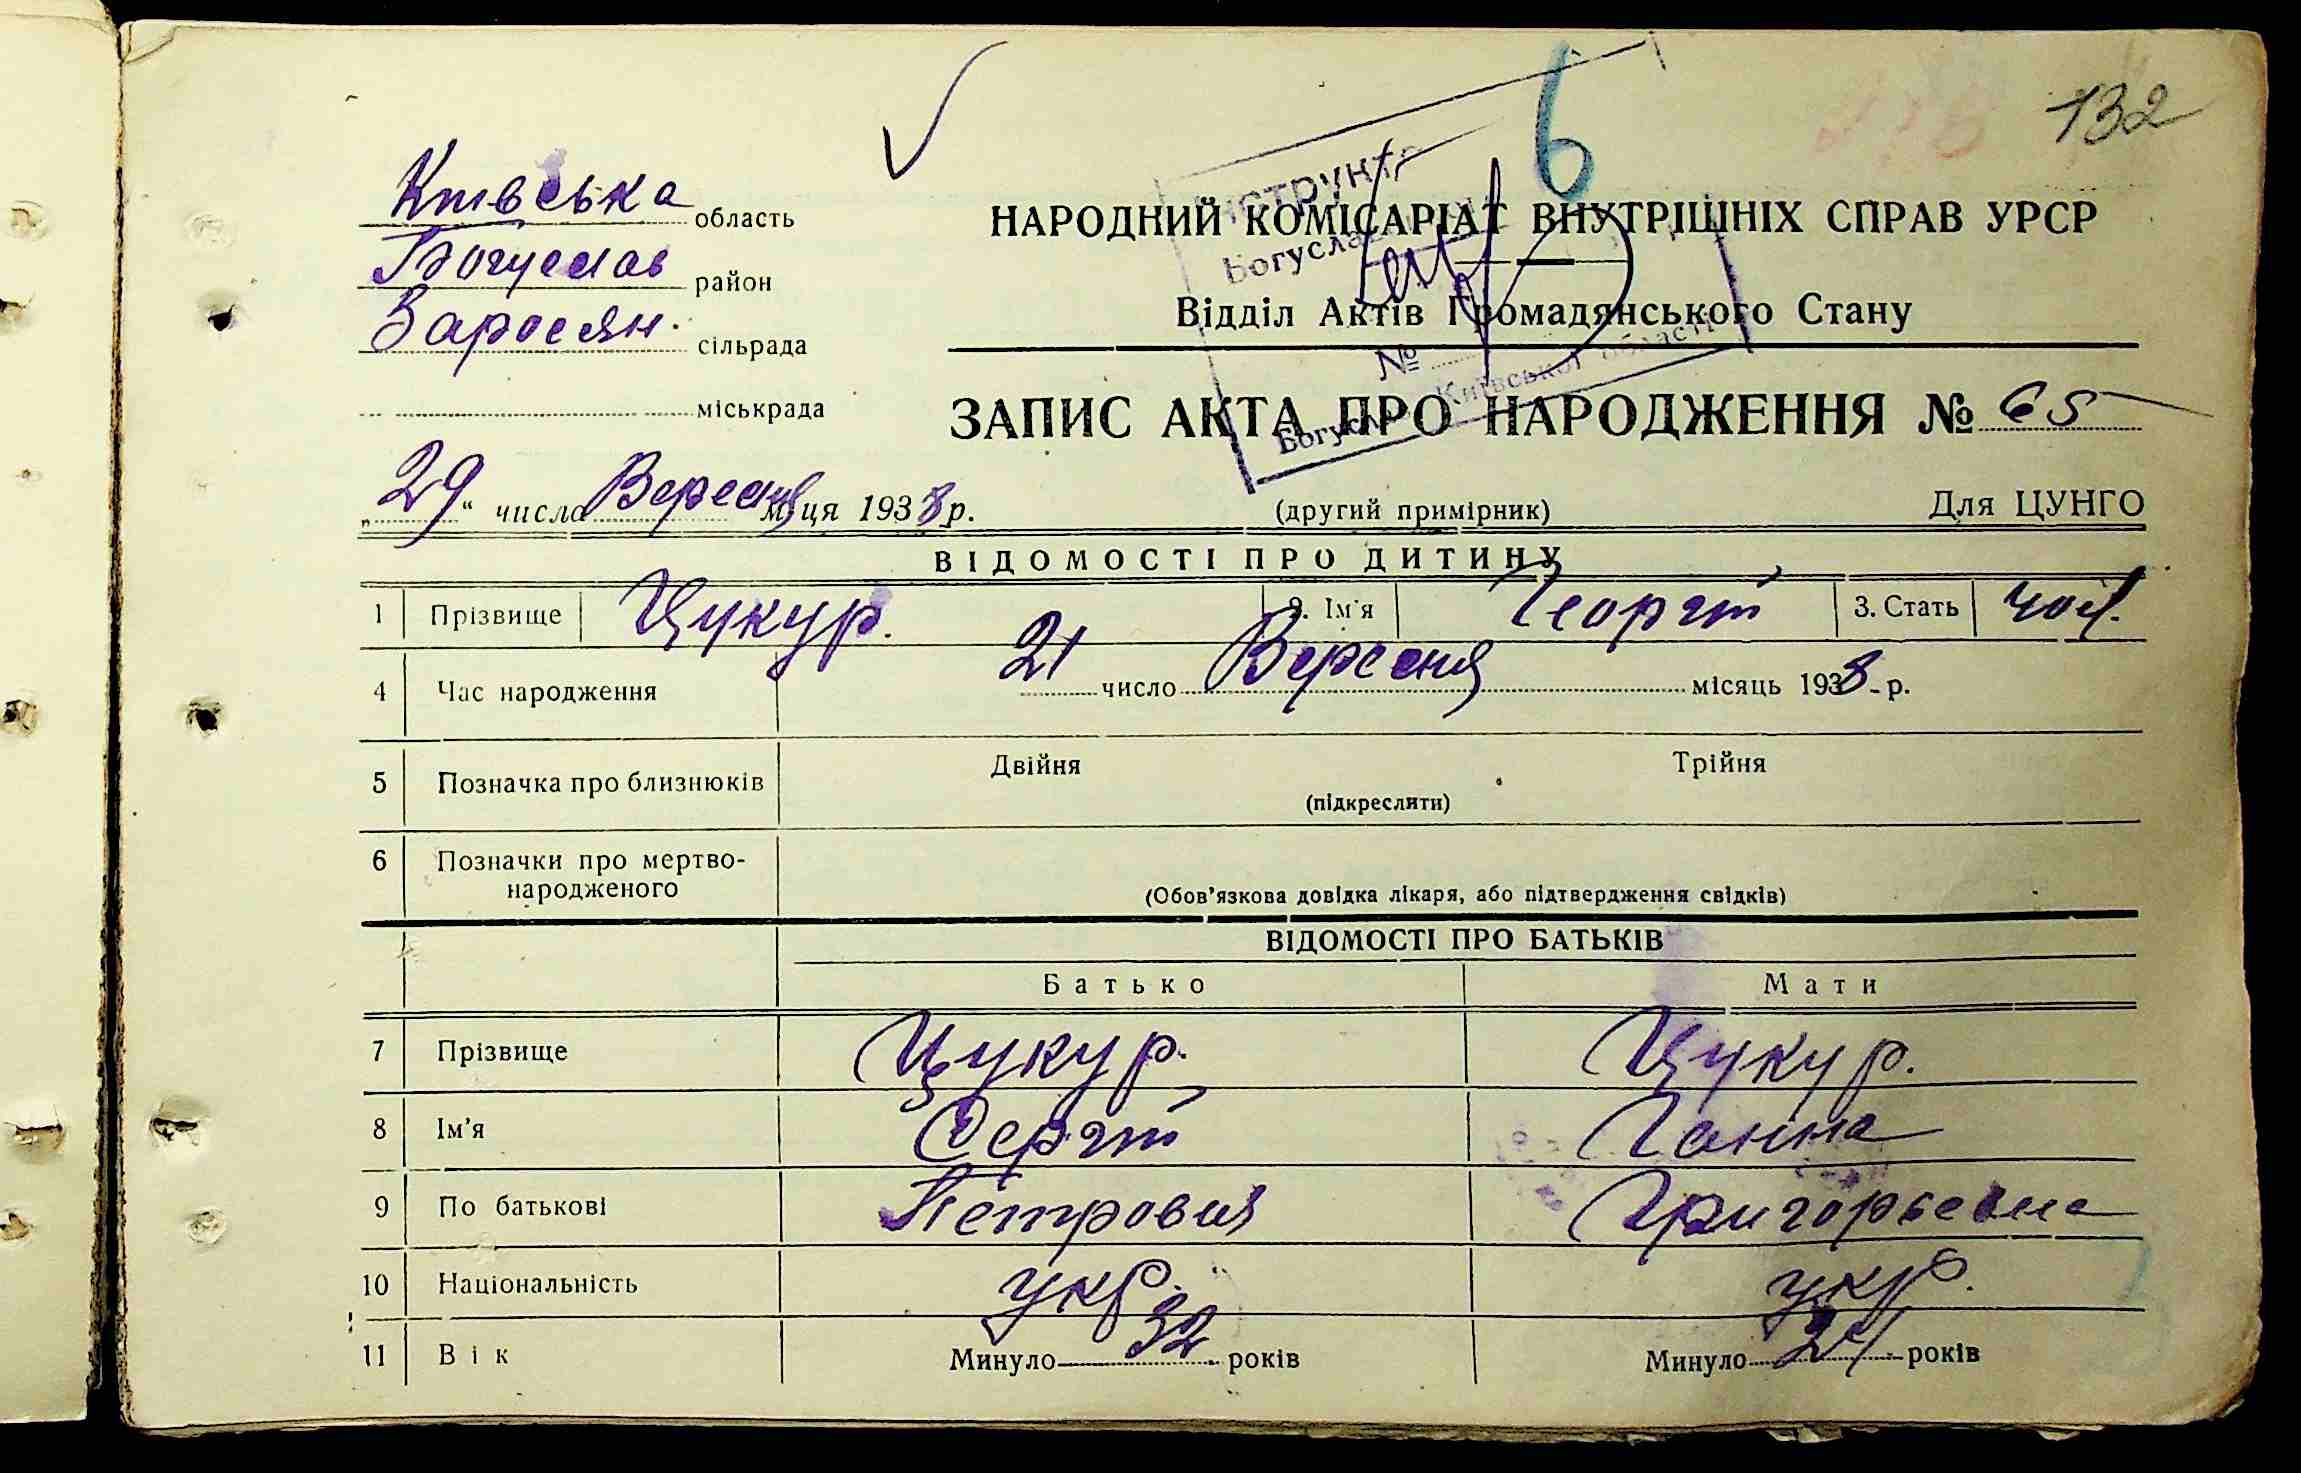 132
6
Київська область
Богуслав район
Заросян. сільрада
міськрада
НАРОДНИЙ КОМІСАРІАТ ВНУТРІШНІХ СПРАВ УРСР
Відділ Актів Громадянського Стану
№
Богуслав Київської області
ЗАПИС АКТА ПРО НАРОДЖЕННЯ № 65
„29“ числа Вересня м-ця 1938 р.
(другий примірник)
Для ЦУНГО
ВІДОМОСТІ ПРО ДИТИНУ
1 Прізвище Цукур. 2. Ім'я Георгій 3. Стать чол.
4 Час народження 21 число Вересня місяць 1938-р.
5 Позначка про близнюків Двійня Трійня
(підкреслити)
6 Позначки про мертво-
народженого
(Обов'язкова довідка лікаря, або підтвердження свідків)
ВІДОМОСТІ ПРО БАТЬКІВ
Батько Мати
7 Прізвище Цукур. Цукур.
8 Ім'я Сергій Ганна
9 По батькові Петрович Григорьевна
10 Національність укр. укр.
11 Вік Минуло 32 років Минуло років